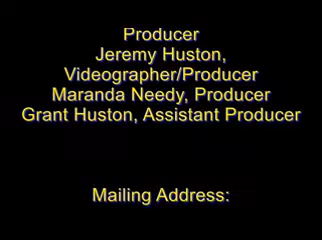 Producer
Jeremy Huston,
Videographer/Producer
Maranda Needy, Producer
Grant Huston, Assistant Producer
Mailing Address: